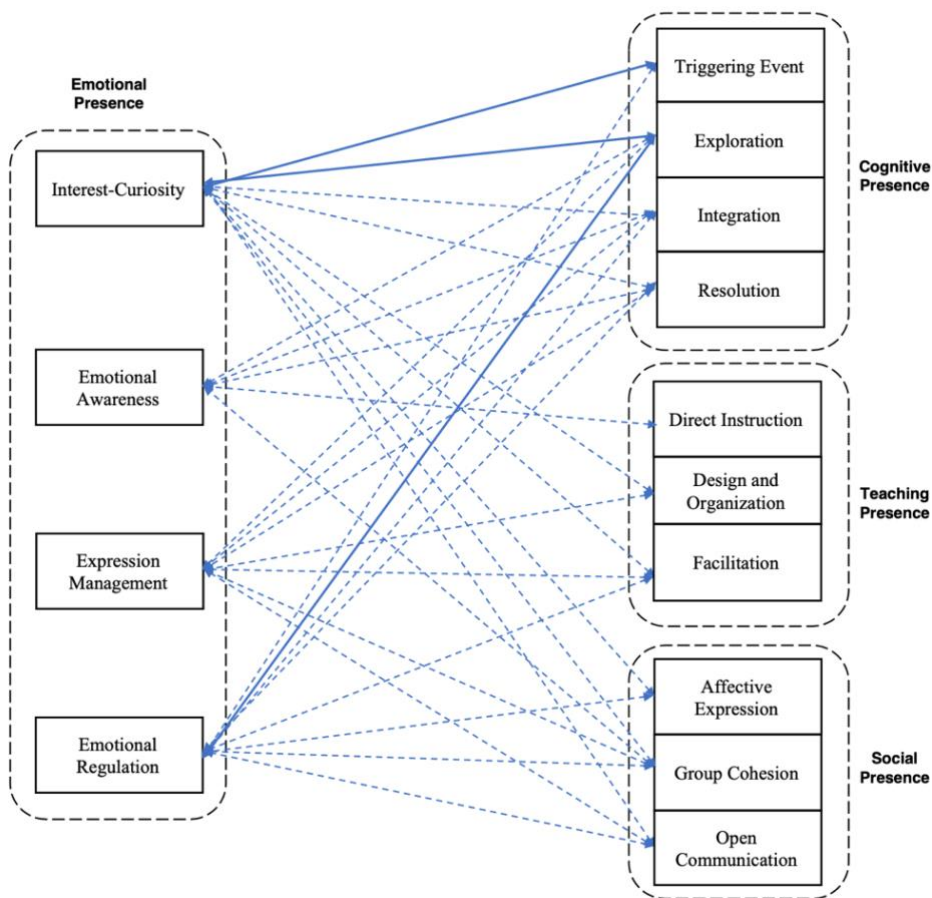 Emotional
Presence
Interest-Curiosity
Emotional
Awareness
Expression
Management
Emotional
Regulation
Triggering Event
Exploration
Integration
Resolution
Cognitive
Presence
Direct Instruction
Design and
Organization
Facilitation
Teaching
Presence
Affective
Expression
Group Cohesion
Open
Communication
Social
Presence